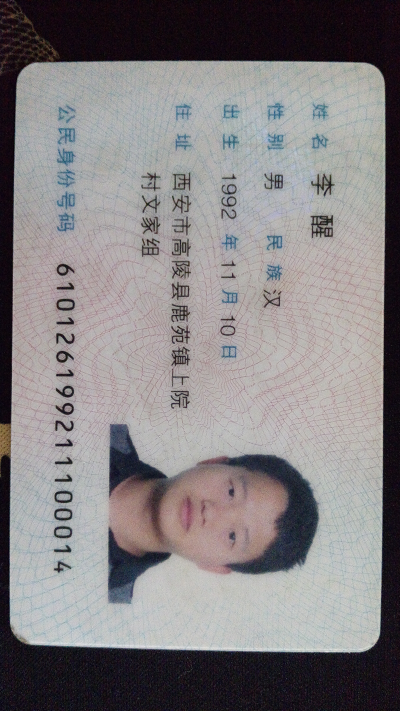 姓名 李醒
性别 男 民族 汉
出生 1992 年 11 月 10 日
住址 西安市高陵县鹿苑镇上院
村文家组
公民身份号码 610126199211100014